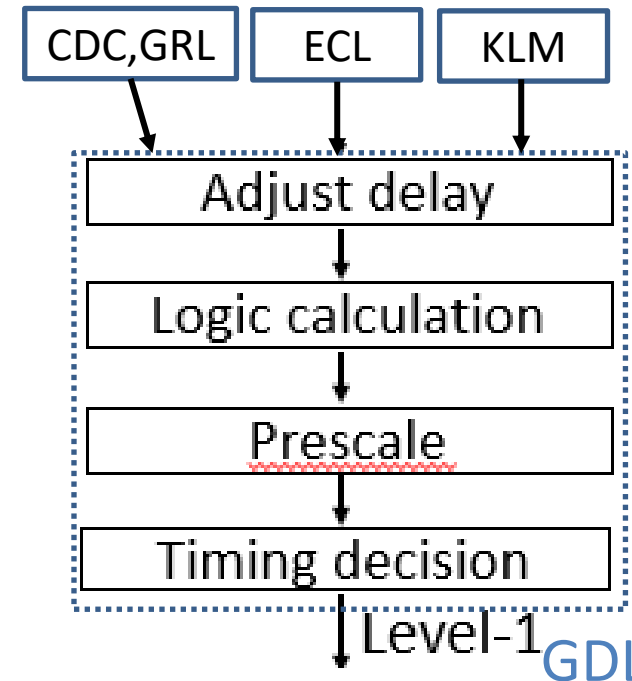 CDC,GRL
ECL
KLM
Adjust delay
Logic calculation
Prescale
Timing decision
Level-1
GDL